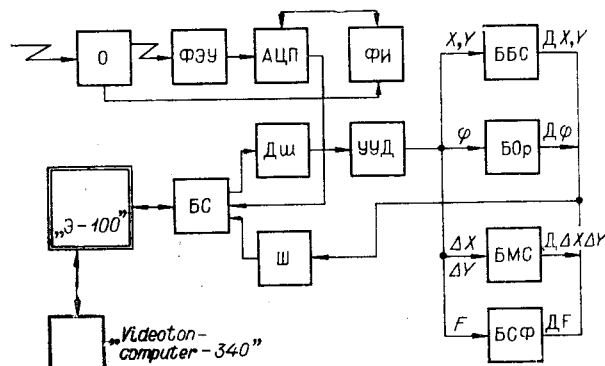 О
ФЭУ
АЦП
ФИ
X,Y
ББС
Д X,Y
Дш
УУД
φ
БОр
Дφ
БС
„Э-100”
Ш
ΔX
ΔY
БМС
Д ΔXΔY
F
БСФ
ДF
„Videoton-
computer-340”